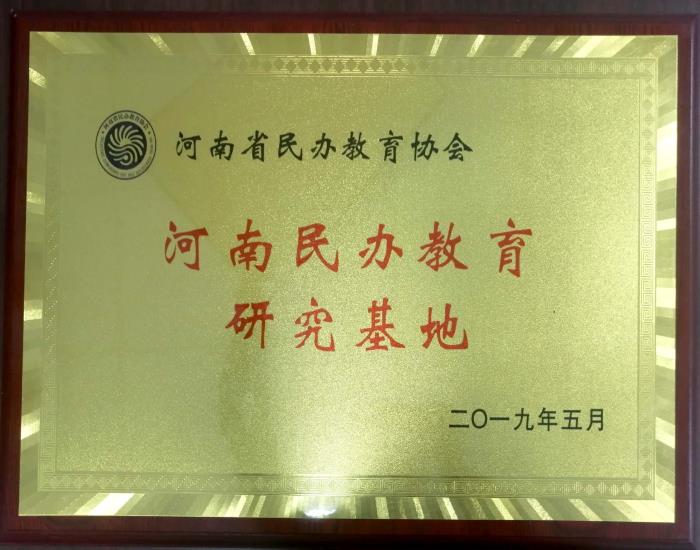 河南省民办教育协会
河南民办教育
研究基地
二〇一九年五月